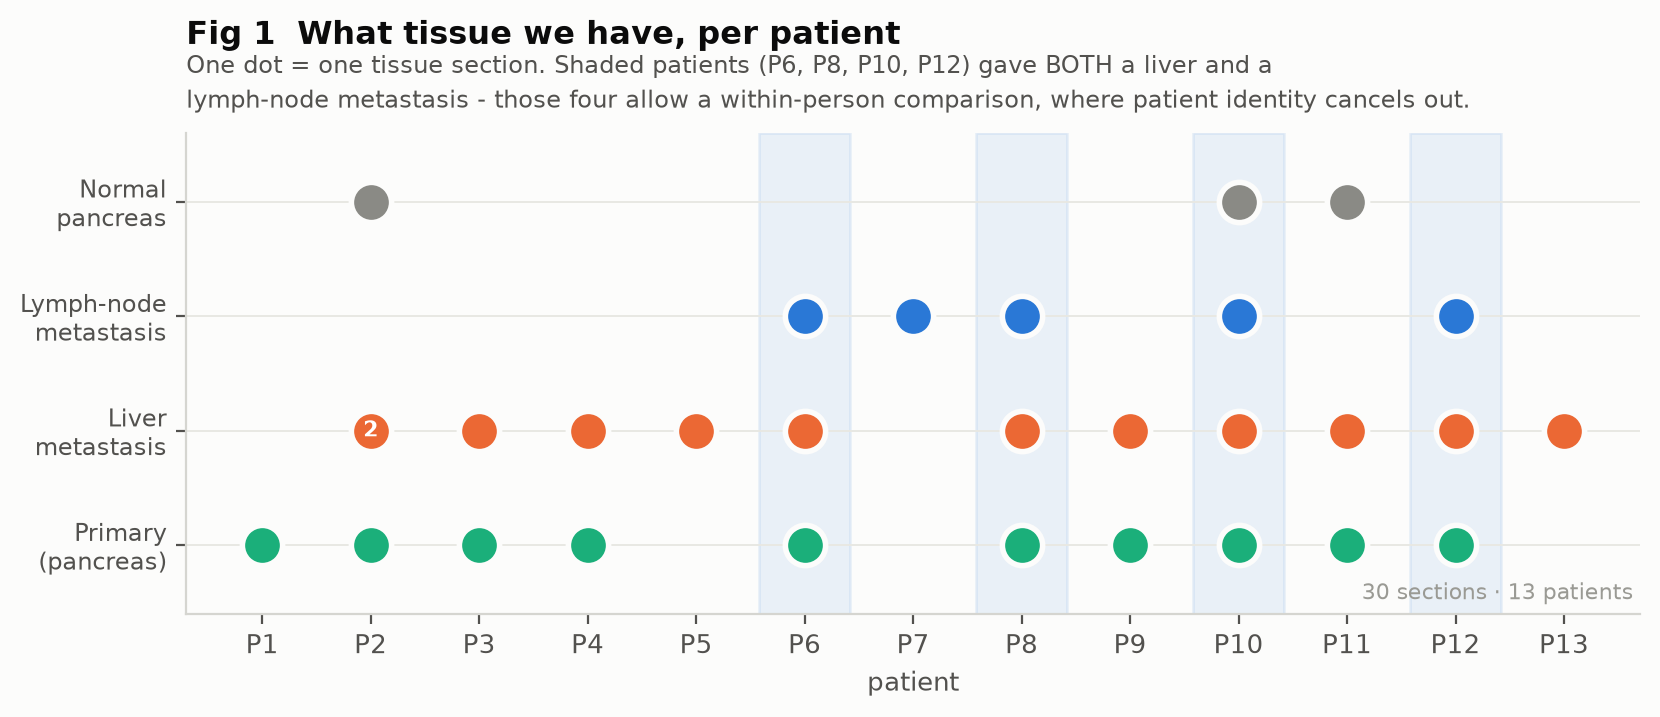 Fig 1  What tissue we have, per patient
One dot = one tissue section. Shaded patients (P6, P8, P10, P12) gave BOTH a liver and a
lymph-node metastasis - those four allow a within-person comparison, where patient identity cancels out.
Normal
pancreas
Lymph-node
metastasis
Liver
metastasis
2
Primary
(pancreas)
30 sections · 13 patients
P1 P2 P3 P4 P5 P6 P7 P8 P9 P10 P11 P12 P13
patient